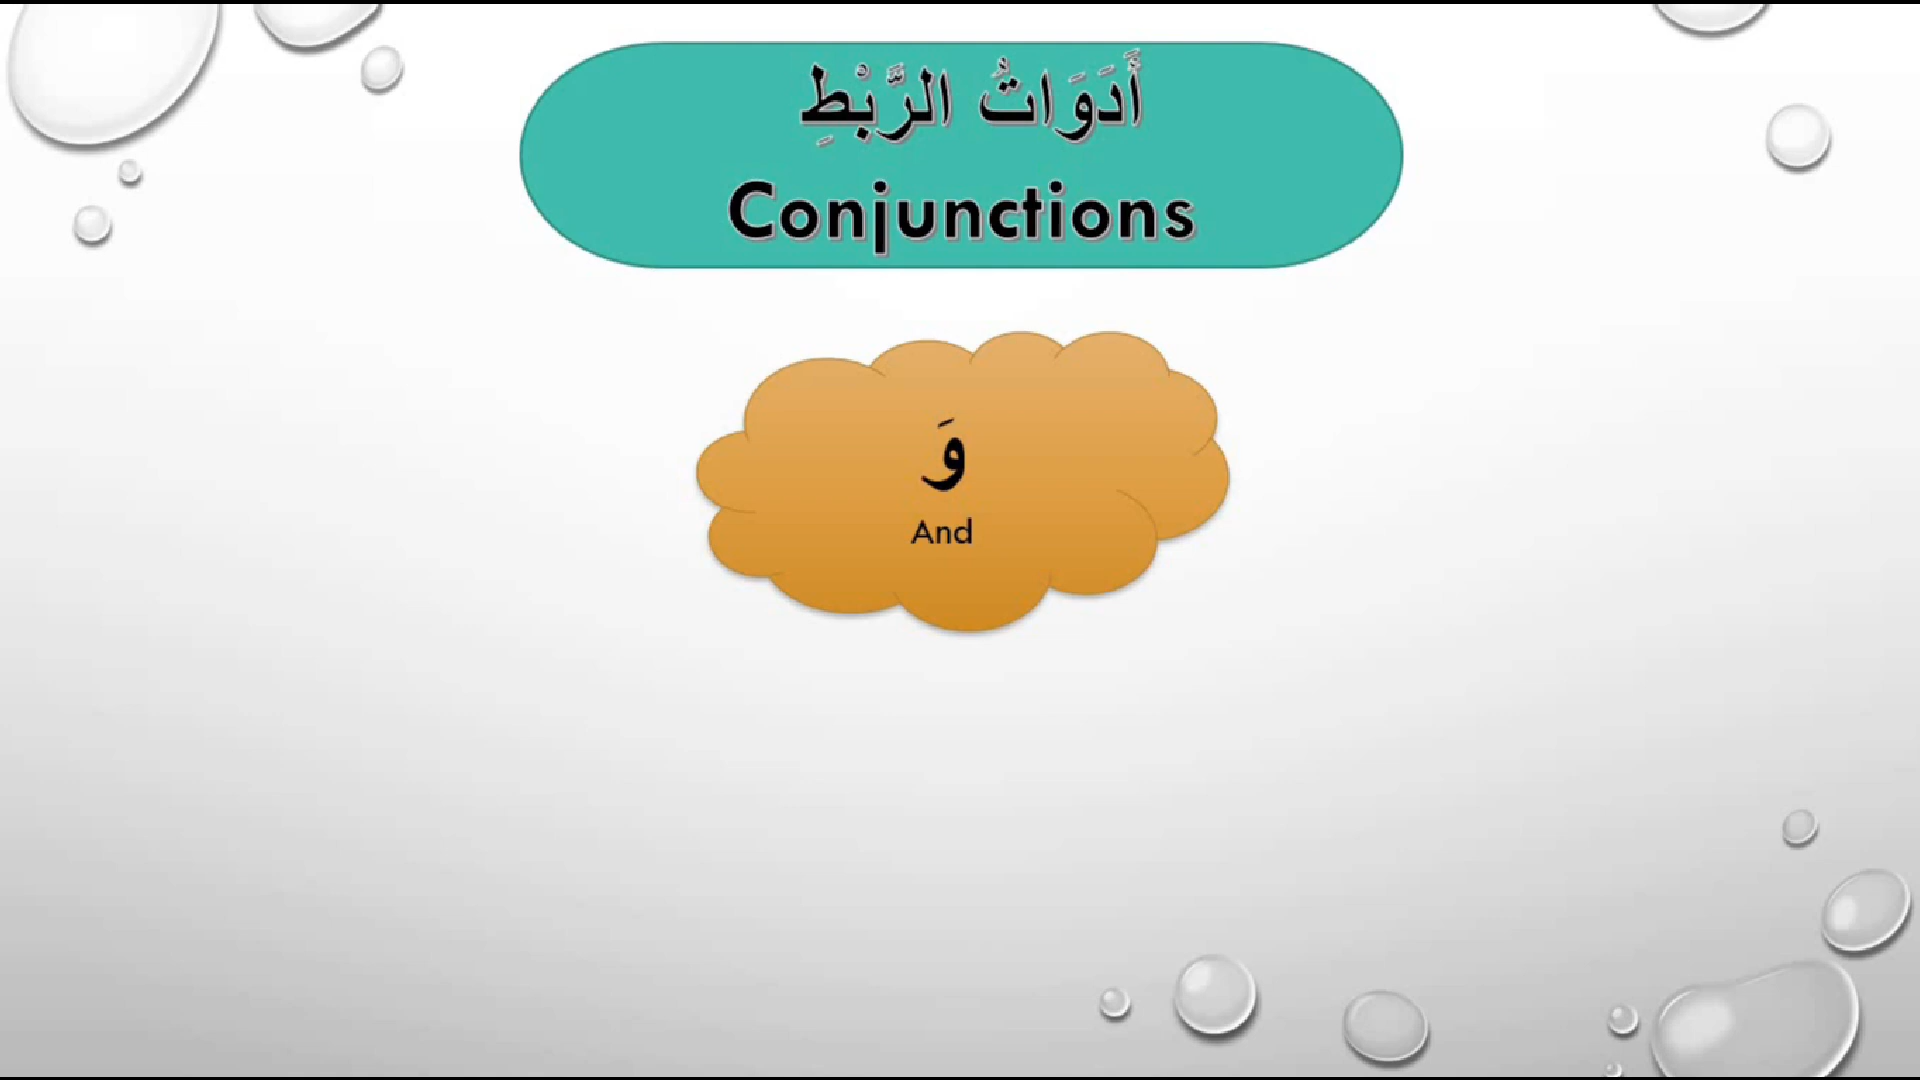 أَدَوَاتُ الرَّبْطِ
Conjunctions
وَ
And